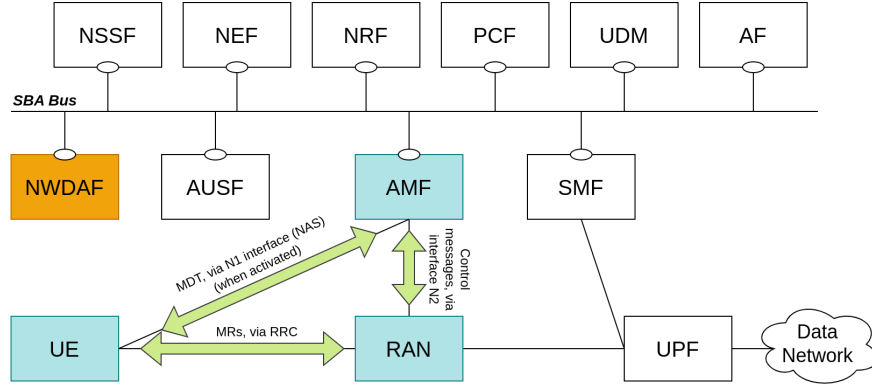 NSSF
NEF
NRF
PCF
UDM
AF
SBA Bus
NWDAF
AUSF
AMF
SMF
MDT, via N1 interface (NAS)
(when activated)
Control
messages, via
interface N2
UE
MRs, via RRC
RAN
UPF
Data
Network